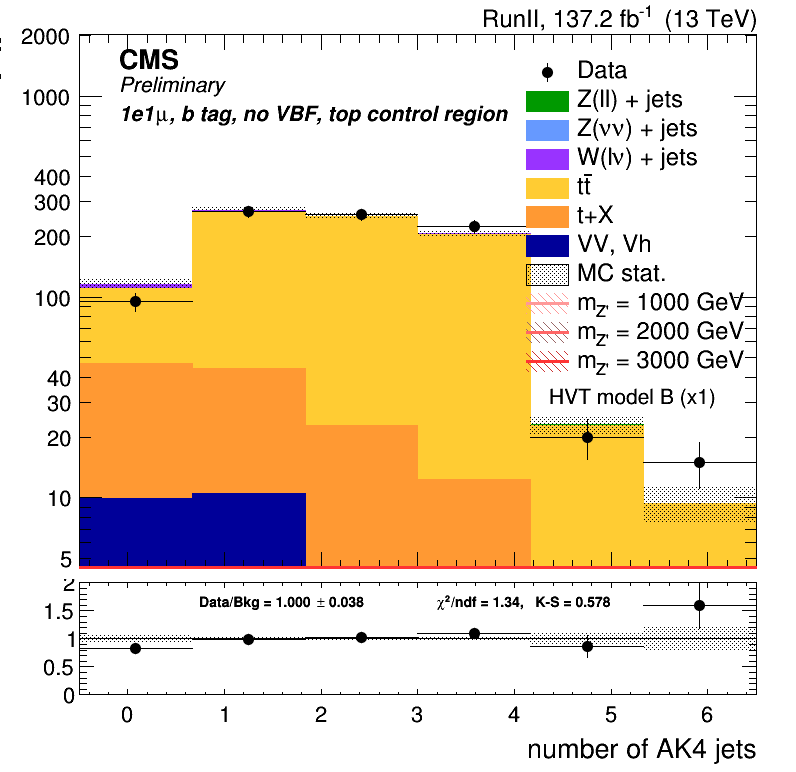 RunII, 137.2 fb⁻¹ (13 TeV)
2000
CMS
Preliminary
1e1μ, b tag, no VBF, top control region
Data
Z(ll) + jets
Z(νν) + jets
W(lν) + jets
tt̄
t+X
VV, Vh
MC stat.
m_Z' = 1000 GeV
m_Z' = 2000 GeV
m_Z' = 3000 GeV
HVT model B (x1)
1000
400
300
200
100
40
30
20
10
5
2
1.5
1
0.5
0
Data/Bkg = 1.000 ± 0.038
χ²/ndf = 1.34, K-S = 0.578
0 1 2 3 4 5 6
number of AK4 jets